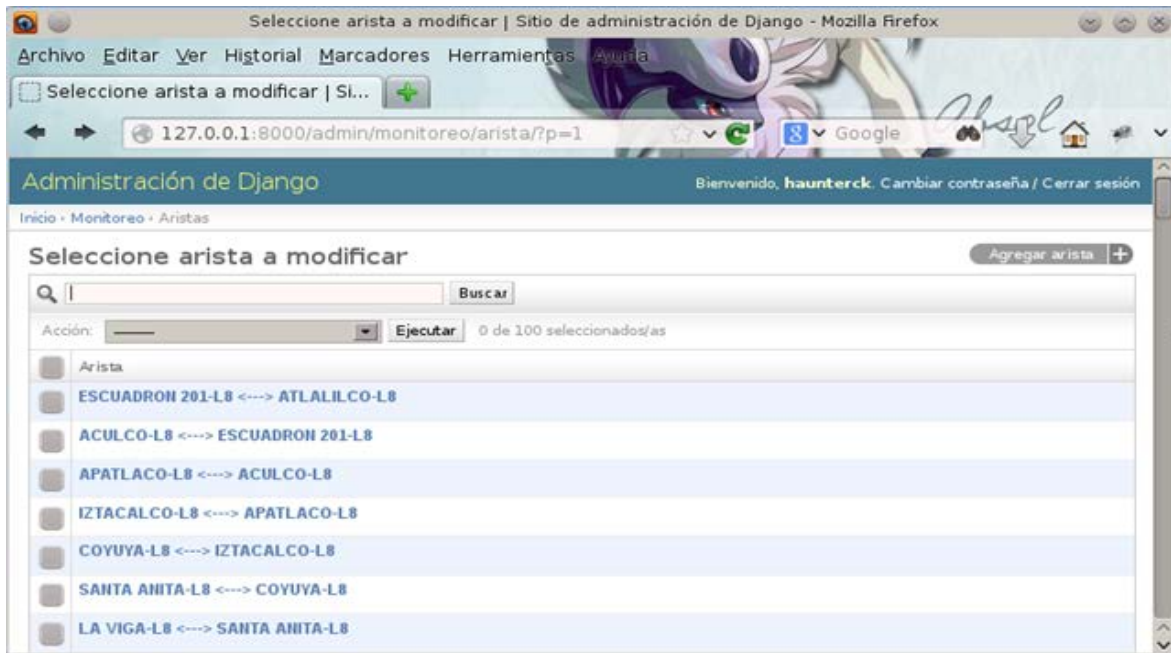 Seleccione arista a modificar | Sitio de administración de Django - Mozilla Firefox
Archivo Editar Ver Historial Marcadores Herramientas Ayuda
Seleccione arista a modificar | Si...
127.0.0.1:8000/admin/monitoreo/arista/?p=1
Google
Administración de Django
Bienvenido, haunterck. Cambiar contraseña / Cerrar sesión
Inicio › Monitoreo › Aristas
Seleccione arista a modificar
Agregar arista
Buscar
Acción: ---------
Ejecutar
0 de 100 seleccionados/as
Arista
ESCUADRON 201-L8 <---> ATLALILCO-L8
ACULCO-L8 <---> ESCUADRON 201-L8
APATLACO-L8 <---> ACULCO-L8
IZTACALCO-L8 <---> APATLACO-L8
COYUYA-L8 <---> IZTACALCO-L8
SANTA ANITA-L8 <---> COYUYA-L8
LA VIGA-L8 <---> SANTA ANITA-L8